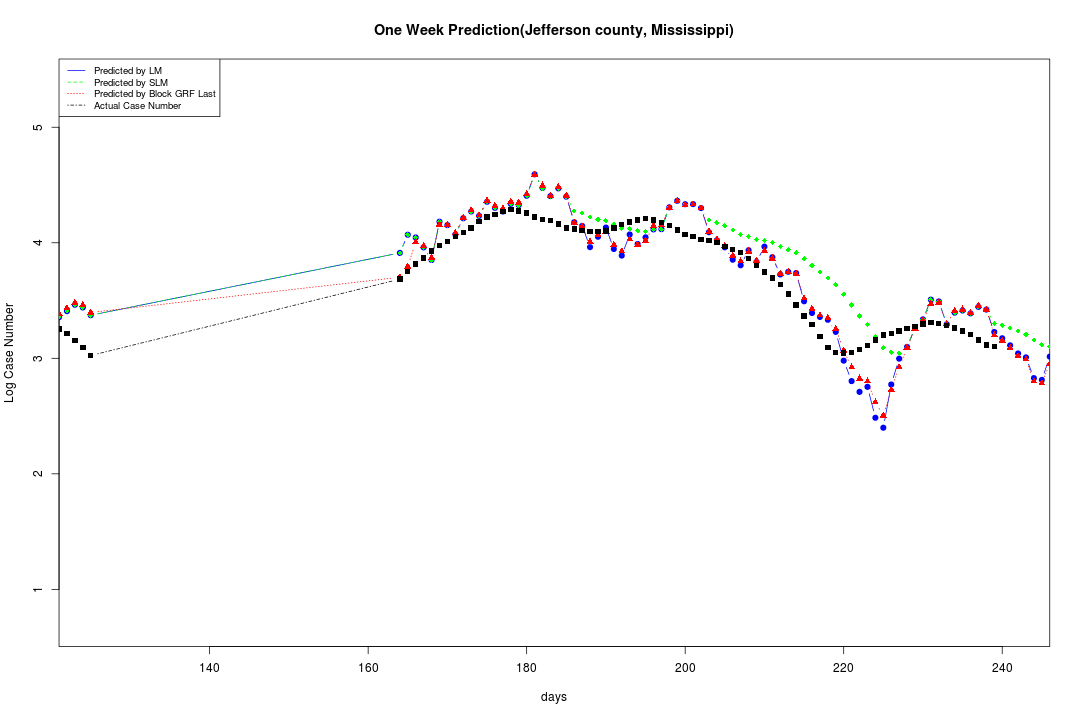 One Week Prediction(Jefferson county, Mississippi)
Predicted by LM
Predicted by SLM
Predicted by Block GRF Last
Actual Case Number
5
4
3
2
1
Log Case Number
140 160 180 200 220 240
days